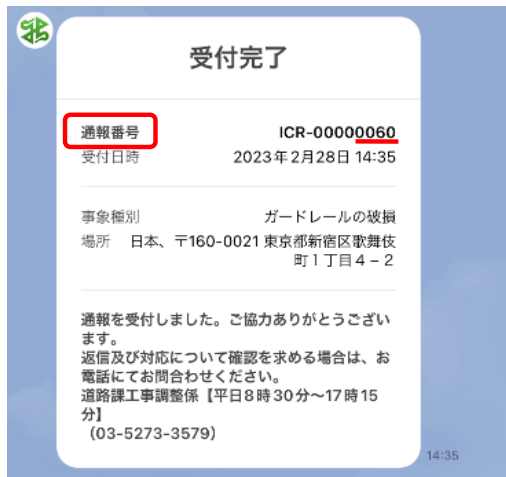 受付完了
通報番号 ICR-00000060
受付日時 2023年2月28日 14:35
事象種別 ガードレールの破損
場所 日本、〒160-0021 東京都新宿区歌舞伎
町1丁目4－2
通報を受付しました。ご協力ありがとうござい
ます。
返信及び対応について確認を求める場合は、お
電話にてお問合わせください。
道路課工事調整係【平日8時30分〜17時15
分】
（03-5273-3579）
14:35